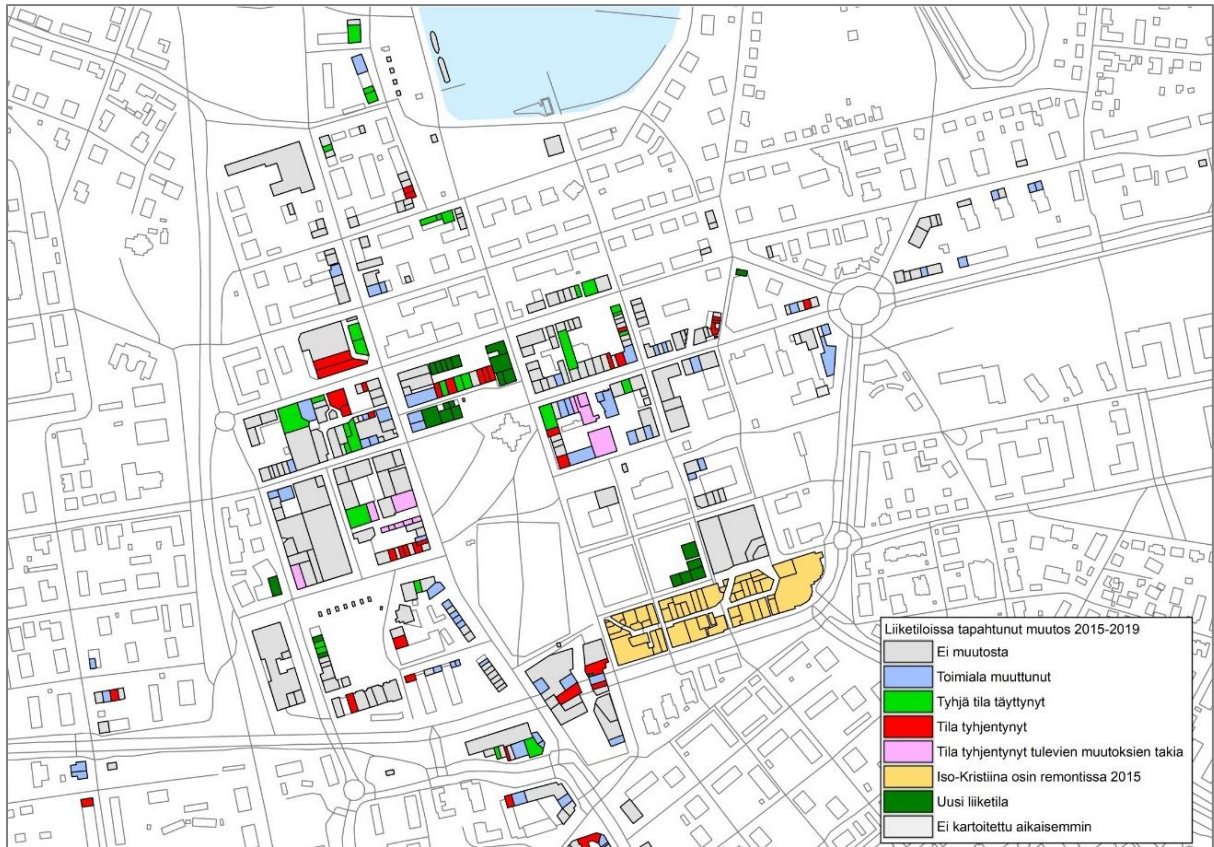 Liiketiloissa tapahtunut muutos 2015-2019
Ei muutosta
Toimiala muuttunut
Tyhjä tila täyttynyt
Tila tyhjentynyt
Tila tyhjentynyt tulevien muutoksien takia
Iso-Kristiina osin remontissa 2015
Uusi liiketila
Ei kartoitettu aikaisemmin